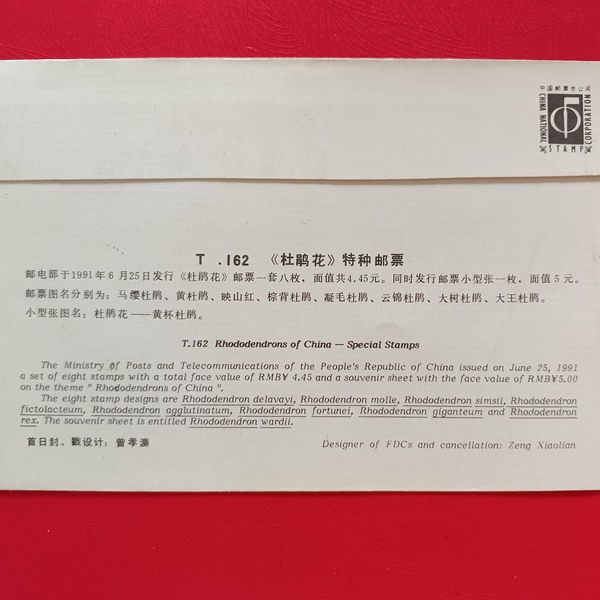 中国邮票总公司
CHINA NATIONAL
STAMP
CORPORATION
T .162 《杜鹃花》特种邮票
邮电部于1991年6月25日发行《杜鹃花》邮票一套八枚，面值共4.45元。同时发行邮票小型张一枚，面值5元。
邮票图名分别为：马缨杜鹃、黄杜鹃、映山红、棕背杜鹃、凝毛杜鹃、云锦杜鹃、大树杜鹃、大王杜鹃。
小型张图名：杜鹃花——黄杯杜鹃。
T.162 Rhododendrons of China — Special Stamps
The Ministry of Posts and Telecommunications of the People's Republic of China issued on June 25, 1991
a set of eight stamps with a total face value of RMB¥ 4.45 and a souvenir sheet with the face value of RMB¥5.00
on the theme " Rhododendrons of China ".
The eight stamp designs are Rhododendron delavayi, Rhododendron molle, Rhododendron simsii, Rhododendron
fictolacteum, Rhododendron agglutinatum, Rhododendron fortunei, Rhododendron giganteum and Rhododendron
rex. The souvenir sheet is entitled Rhododendron wardii.
首日封、戳设计：曾孝濂
Designer of FDCs and cancellation: Zeng Xiaolian